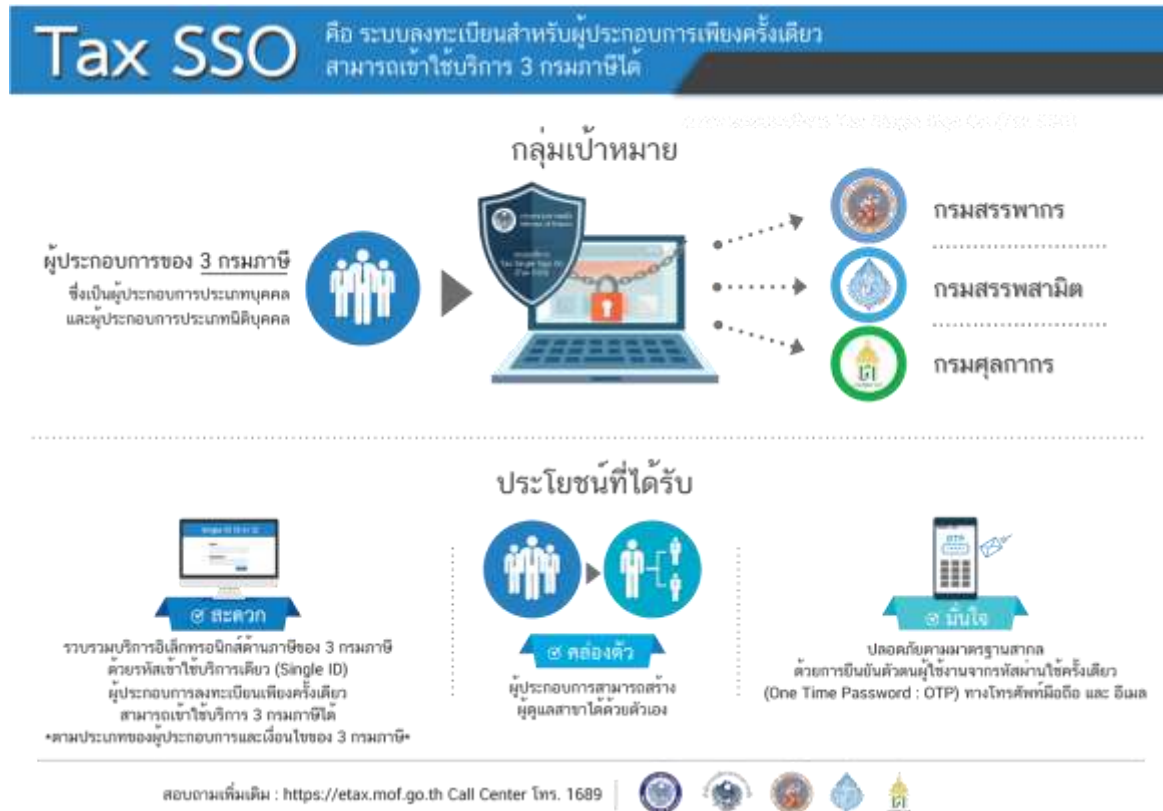 Tax SSO
คือ ระบบลงทะเบียนสำหรับผู้ประกอบการเพียงครั้งเดียว
สามารถเข้าใช้บริการ 3 กรมภาษีได้
กลุ่มเป้าหมาย
ผู้ประกอบการของ 3 กรมภาษี
ซึ่งเป็นผู้ประกอบการประเภทบุคคล
และผู้ประกอบการประเภทนิติบุคคล
กรมสรรพากร
กรมสรรพสามิต
กรมศุลกากร
ประโยชน์ที่ได้รับ
สะดวก
รวบรวมบริการอิเล็กทรอนิกส์ด้านภาษีของ 3 กรมภาษี
ด้วยรหัสเข้าใช้บริการเดียว (Single ID)
ผู้ประกอบการลงทะเบียนเพียงครั้งเดียว
สามารถเข้าใช้บริการ 3 กรมภาษีได้
*ตามประเภทของผู้ประกอบการและเงื่อนไขของ 3 กรมภาษี*
คล่องตัว
ผู้ประกอบการสามารถสร้าง
ผู้ดูแลสาขาได้ด้วยตัวเอง
OTP
มั่นใจ
ปลอดภัยตามมาตรฐานสากล
ด้วยการยืนยันตัวตนผู้ใช้งานจากรหัสผ่านใช้ครั้งเดียว
(One Time Password : OTP) ทางโทรศัพท์มือถือ และ อีเมล
สอบถามเพิ่มเติม : https://etax.mof.go.th Call Center โทร. 1689